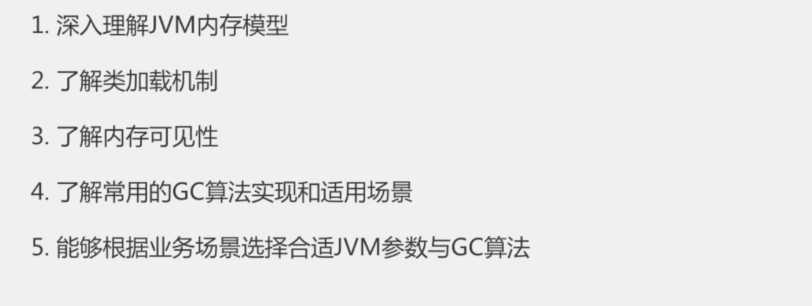 1. 深入理解JVM内存模型
2. 了解类加载机制
3. 了解内存可见性
4. 了解常用的GC算法实现和适用场景
5. 能够根据业务场景选择合适JVM参数与GC算法